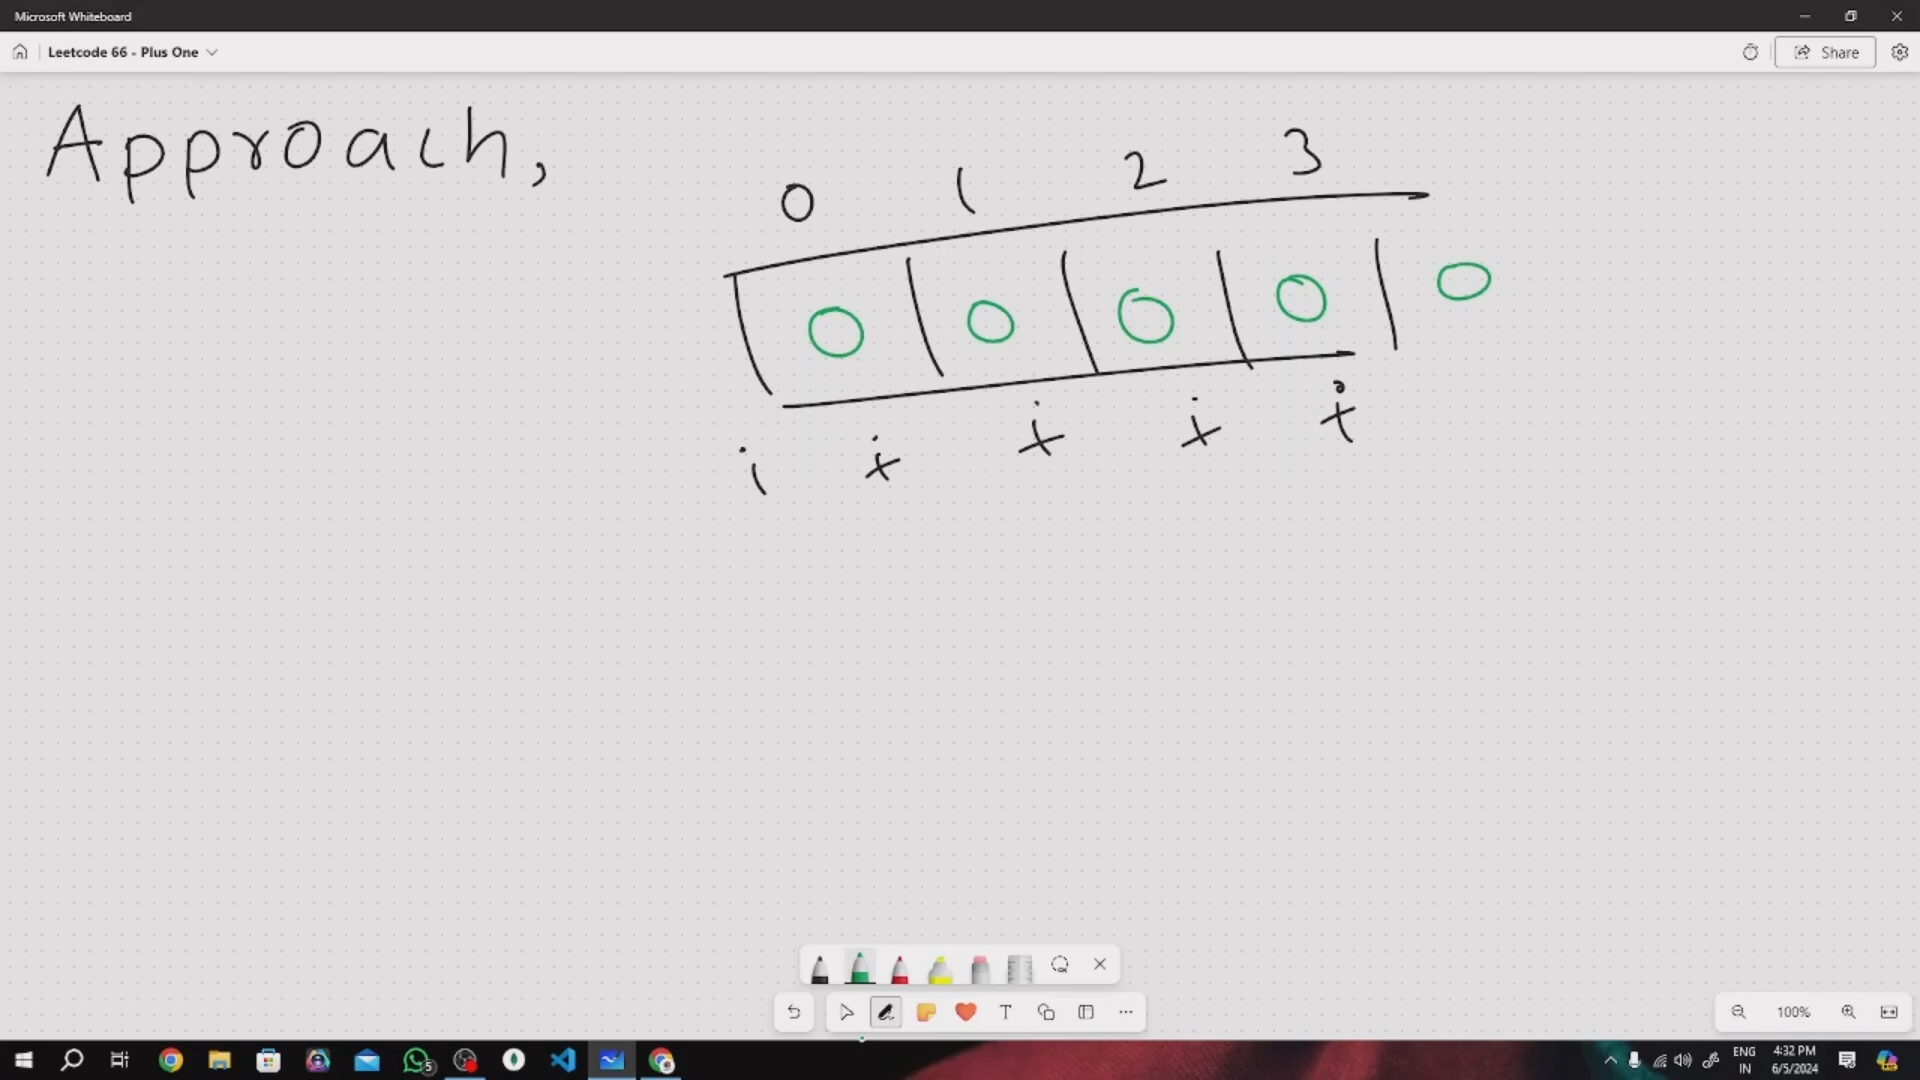 Microsoft Whiteboard
Leetcode 66 - Plus One
Share
Approach,
0 1 2 3
0 0 0 0 0
i i i i i
T
100%
5
ENG
IN
4:32 PM
6/5/2024